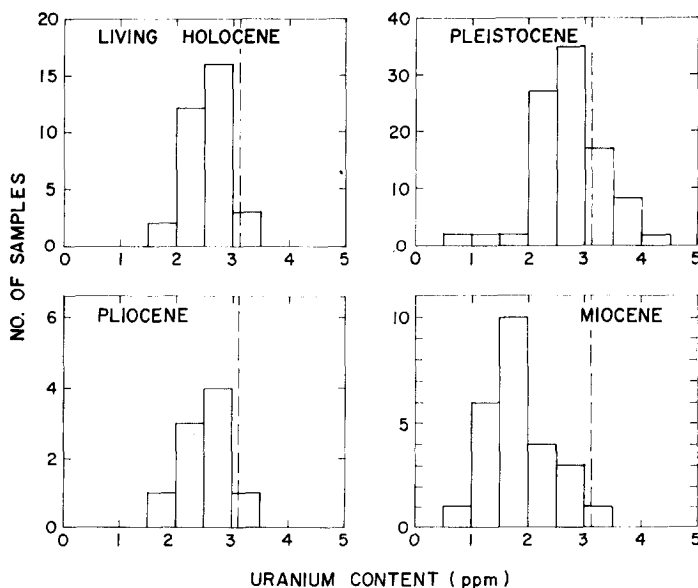 LIVING HOLOCENE
20
15
10
5
0
0 1 2 3 4 5
PLEISTOCENE
40
30
20
10
0
0 1 2 3 4 5
NO. OF SAMPLES
PLIOCENE
6
4
2
0
0 1 2 3 4 5
MIOCENE
10
5
0
0 1 2 3 4 5
URANIUM CONTENT (ppm)